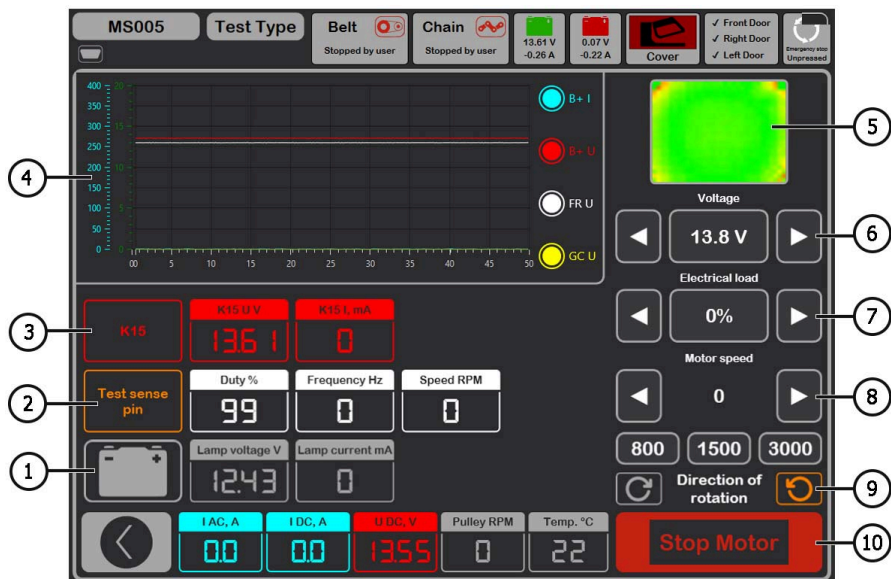 MS005
Test Type
Belt
Stopped by user
Chain
Stopped by user
13.61 V
-0.26 A
0.07 V
-0.22 A
Cover
✓ Front Door
✓ Right Door
✓ Left Door
Emergency stop
Unpressed
400
350
300
250
200
150
100
50
0
20
15
10
5
0
00 5 10 15 20 25 30 35 40 45 50
B+ I
B+ U
FR U
GC U
Voltage
13.8 V
Electrical load
0%
Motor speed
0
800 1500 3000
Direction of
rotation
Stop Motor
K15
K15 U V
13.61
K15 I, mA
0
Test sense
pin
Duty %
99
Frequency Hz
0
Speed RPM
0
- +
Lamp voltage V
12.43
Lamp current mA
0
I AC, A
0.0
I DC, A
0.0
U DC, V
13.55
Pulley RPM
0
Temp. °C
22
1
2
3
4
5
6
7
8
9
10